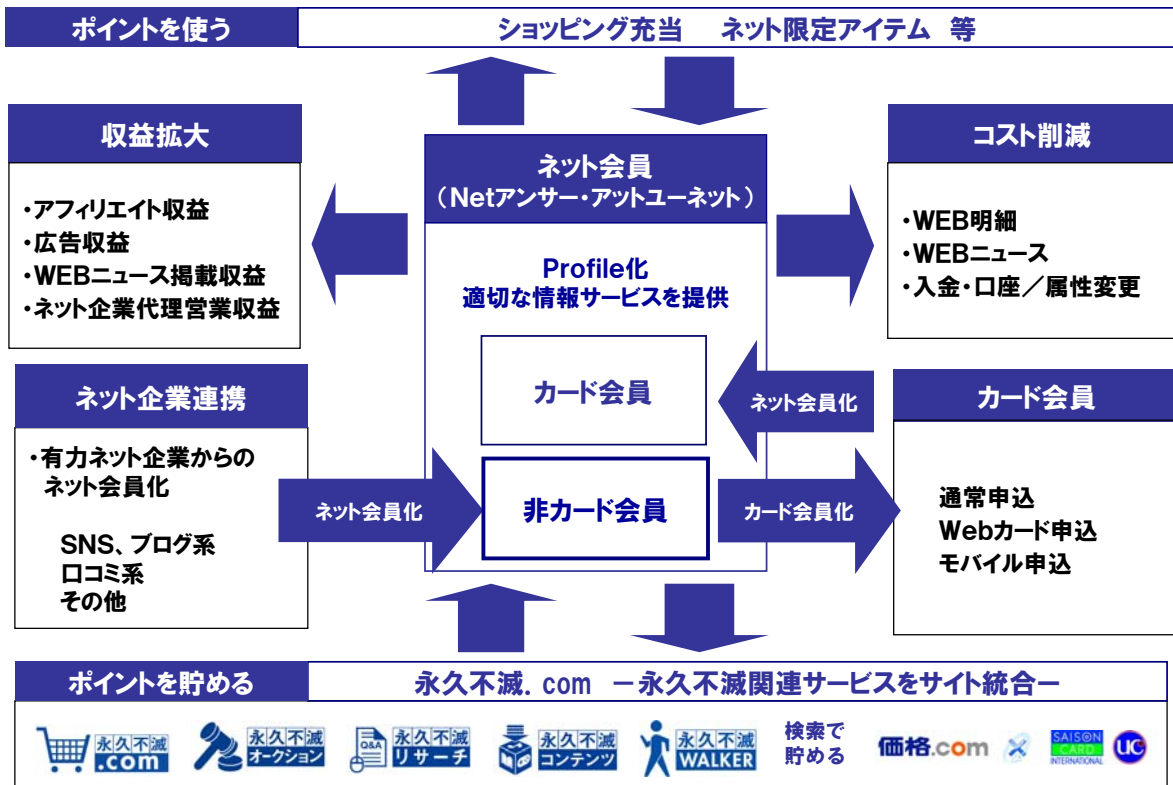 ポイントを使う
ショッピング充当 ネット限定アイテム 等
収益拡大
・アフィリエイト収益
・広告収益
・WEBニュース掲載収益
・ネット企業代理営業収益
ネット会員
（Netアンサー・アットユーネット）
Profile化
適切な情報サービスを提供
カード会員
非カード会員
コスト削減
・WEB明細
・WEBニュース
・入金・口座／属性変更
ネット企業連携
・有力ネット企業からの
ネット会員化
SNS、ブログ系
口コミ系
その他
ネット会員化
ネット会員化
カード会員化
カード会員
通常申込
Webカード申込
モバイル申込
ポイントを貯める
永久不滅．com －永久不滅関連サービスをサイト統合－
永久不滅
.com
永久不滅
オークション
Q&A
永久不滅
リサーチ
永久不滅
コンテンツ
永久不滅
WALKER
検索で
貯める
価格.com
SAISON
CARD
INTERNATIONAL
UC